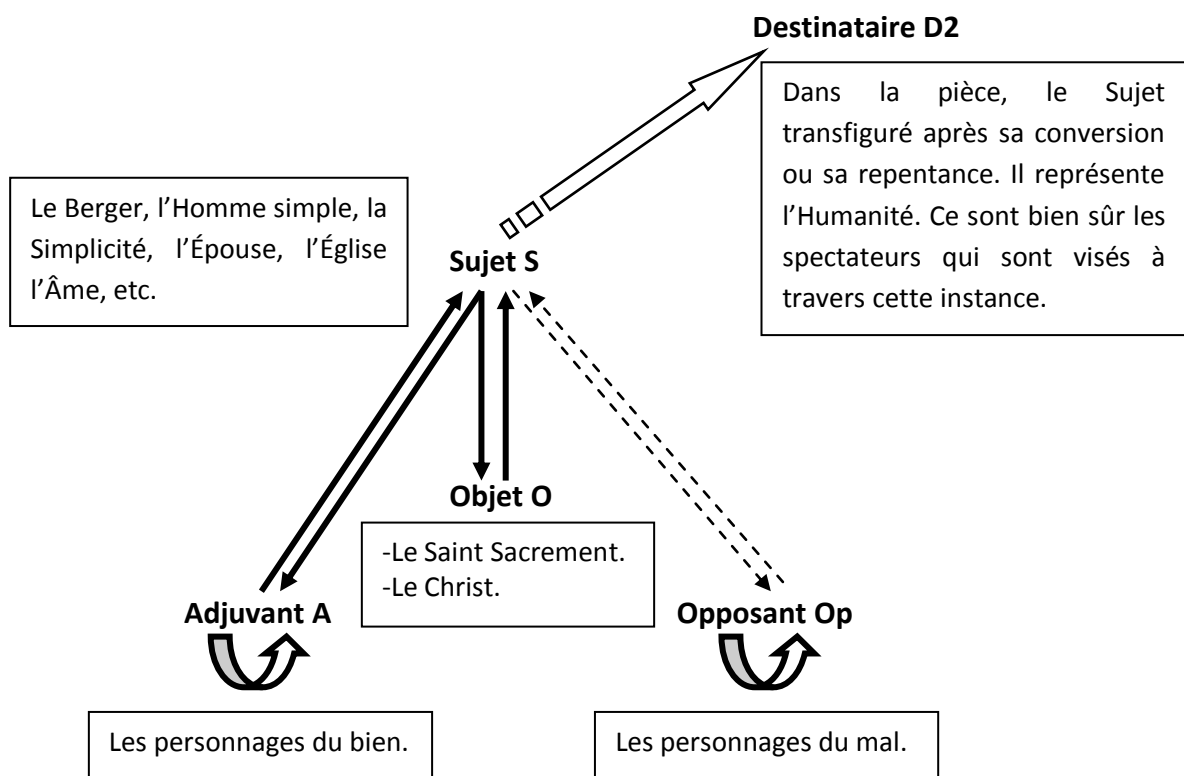 Destinataire D2
Dans la pièce, le Sujet
transfiguré après sa conversion
ou sa repentance. Il représente
l’Humanité. Ce sont bien sûr les
spectateurs qui sont visés à
travers cette instance.
Le Berger, l’Homme simple, la
Simplicité, l’Épouse, l’Église
l’Âme, etc.
Sujet S
Objet O
-Le Saint Sacrement.
-Le Christ.
Adjuvant A
Opposant Op
Les personnages du bien.
Les personnages du mal.